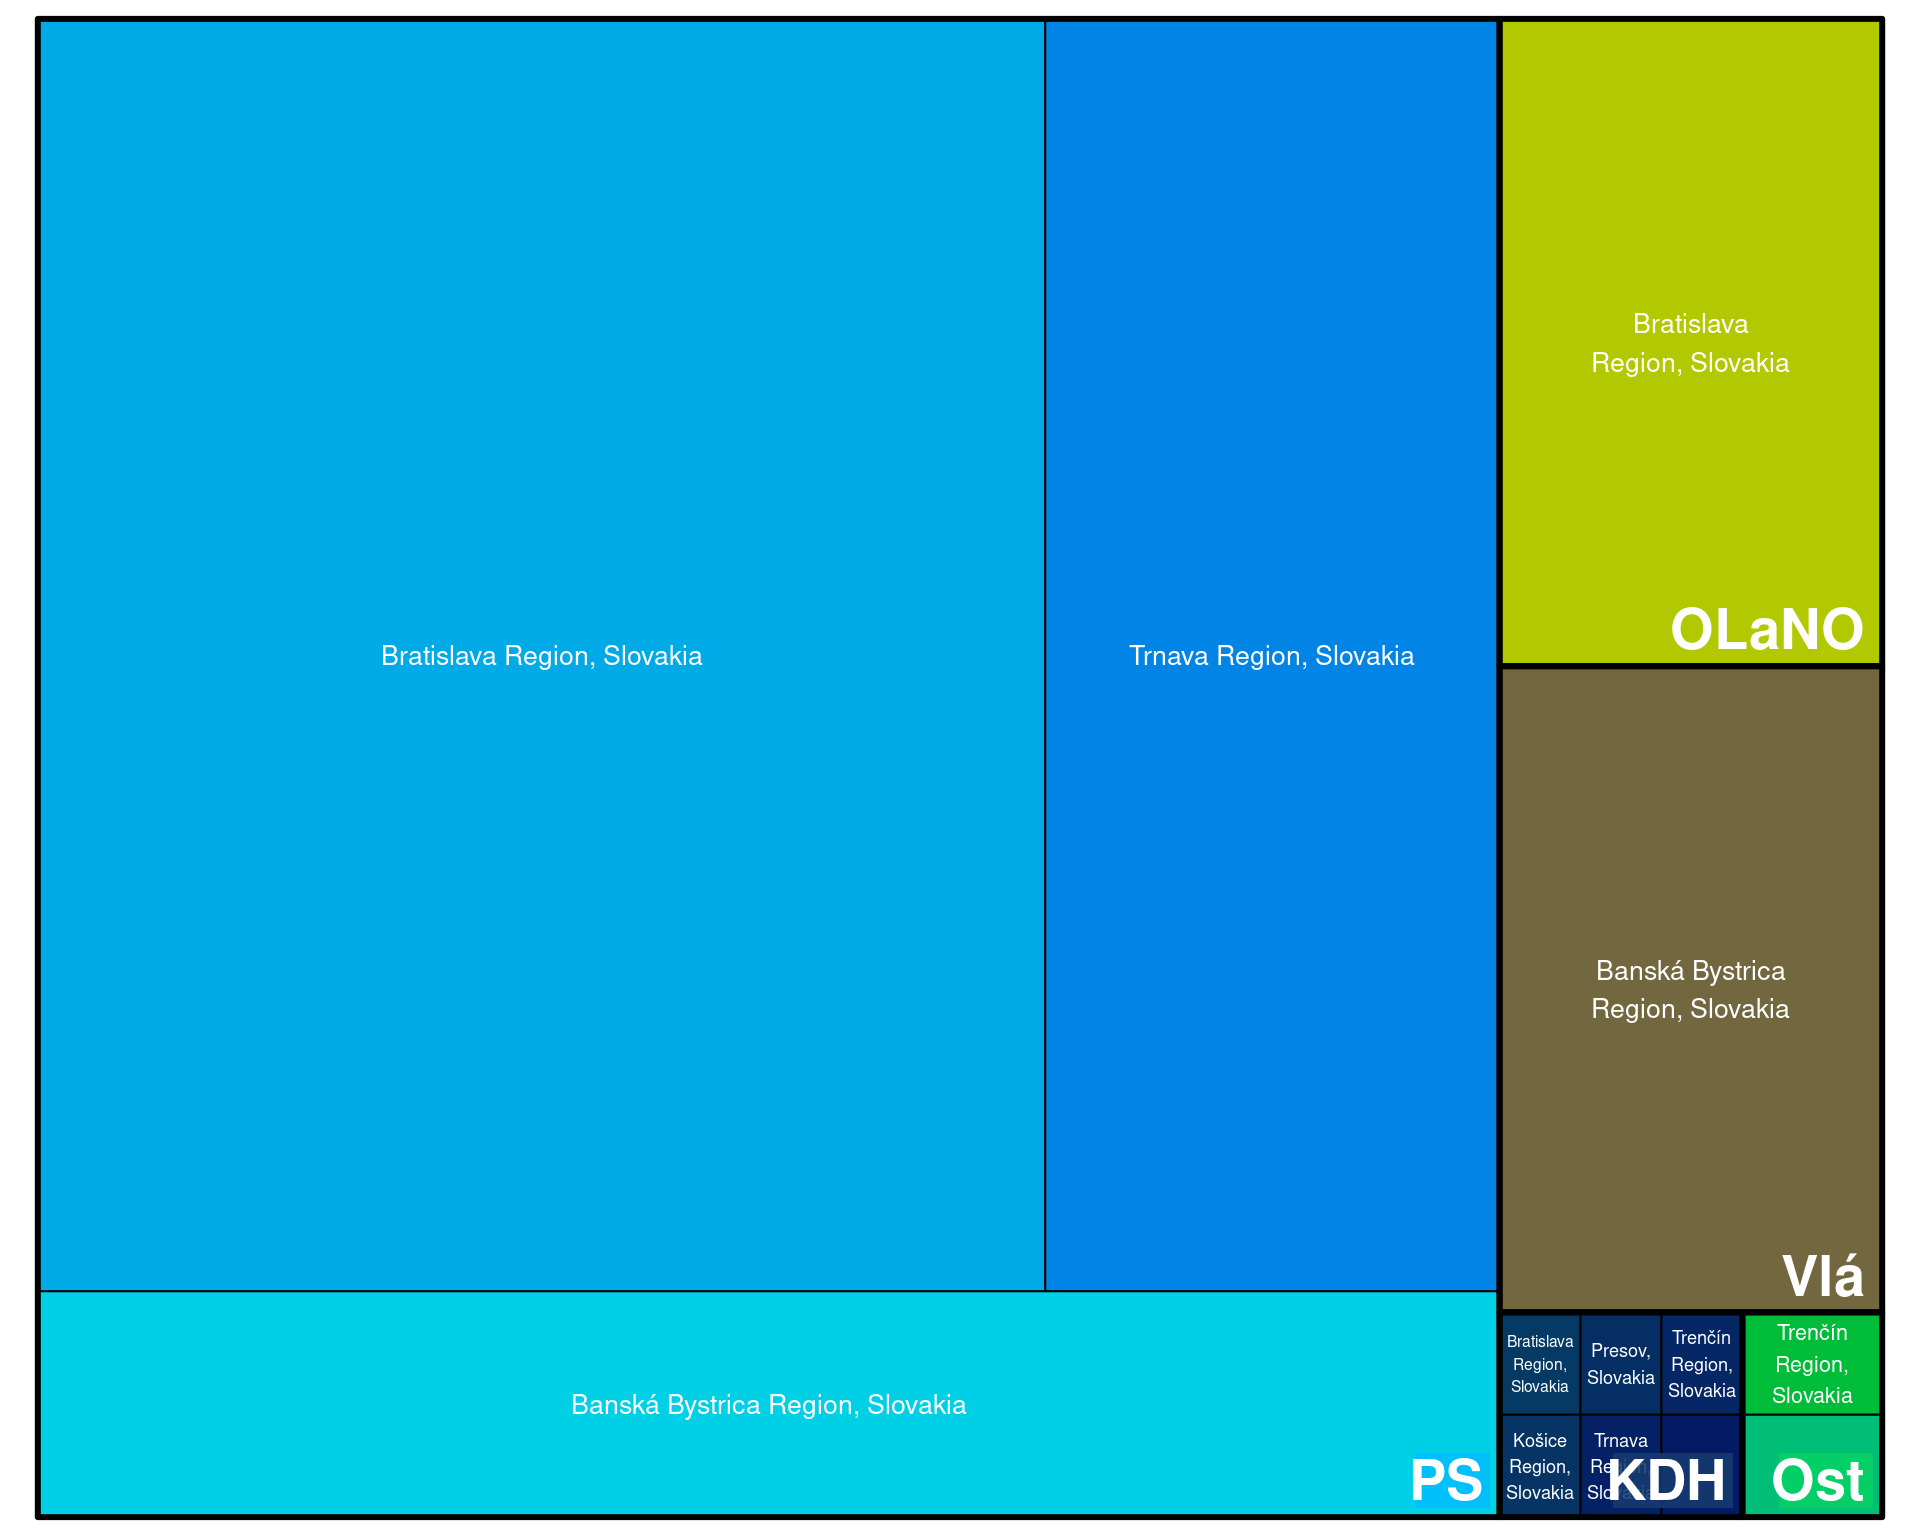 Bratislava Region, Slovakia
Trnava Region, Slovakia
Banská Bystrica Region, Slovakia
PS
Bratislava
Region, Slovakia
OLaNO
Banská Bystrica
Region, Slovakia
Vlá
Bratislava
Region,
Slovakia
Presov,
Slovakia
Trenčín
Region,
Slovakia
Košice
Region,
Slovakia
Trnava
KDH
Trenčín
Region,
Slovakia
Ost